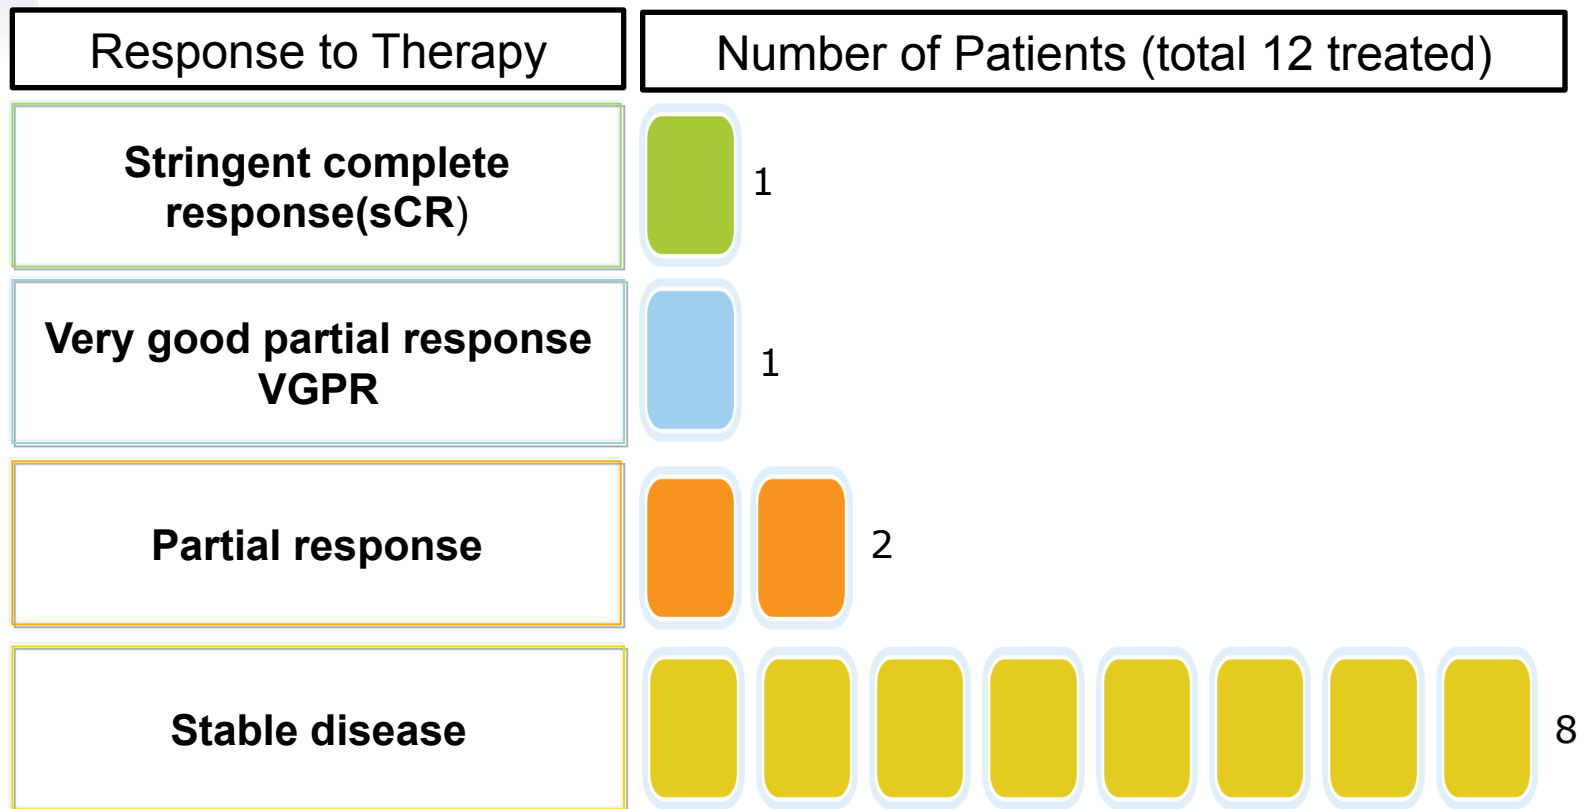 Response to Therapy
Number of Patients (total 12 treated)
Stringent complete
response(sCR)
1
Very good partial response
VGPR
1
Partial response
2
Stable disease
8